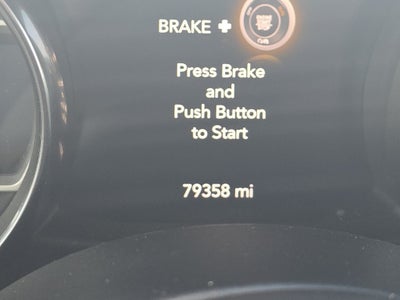 BRAKE +
Press Brake
and
Push Button
to Start
79358 mi